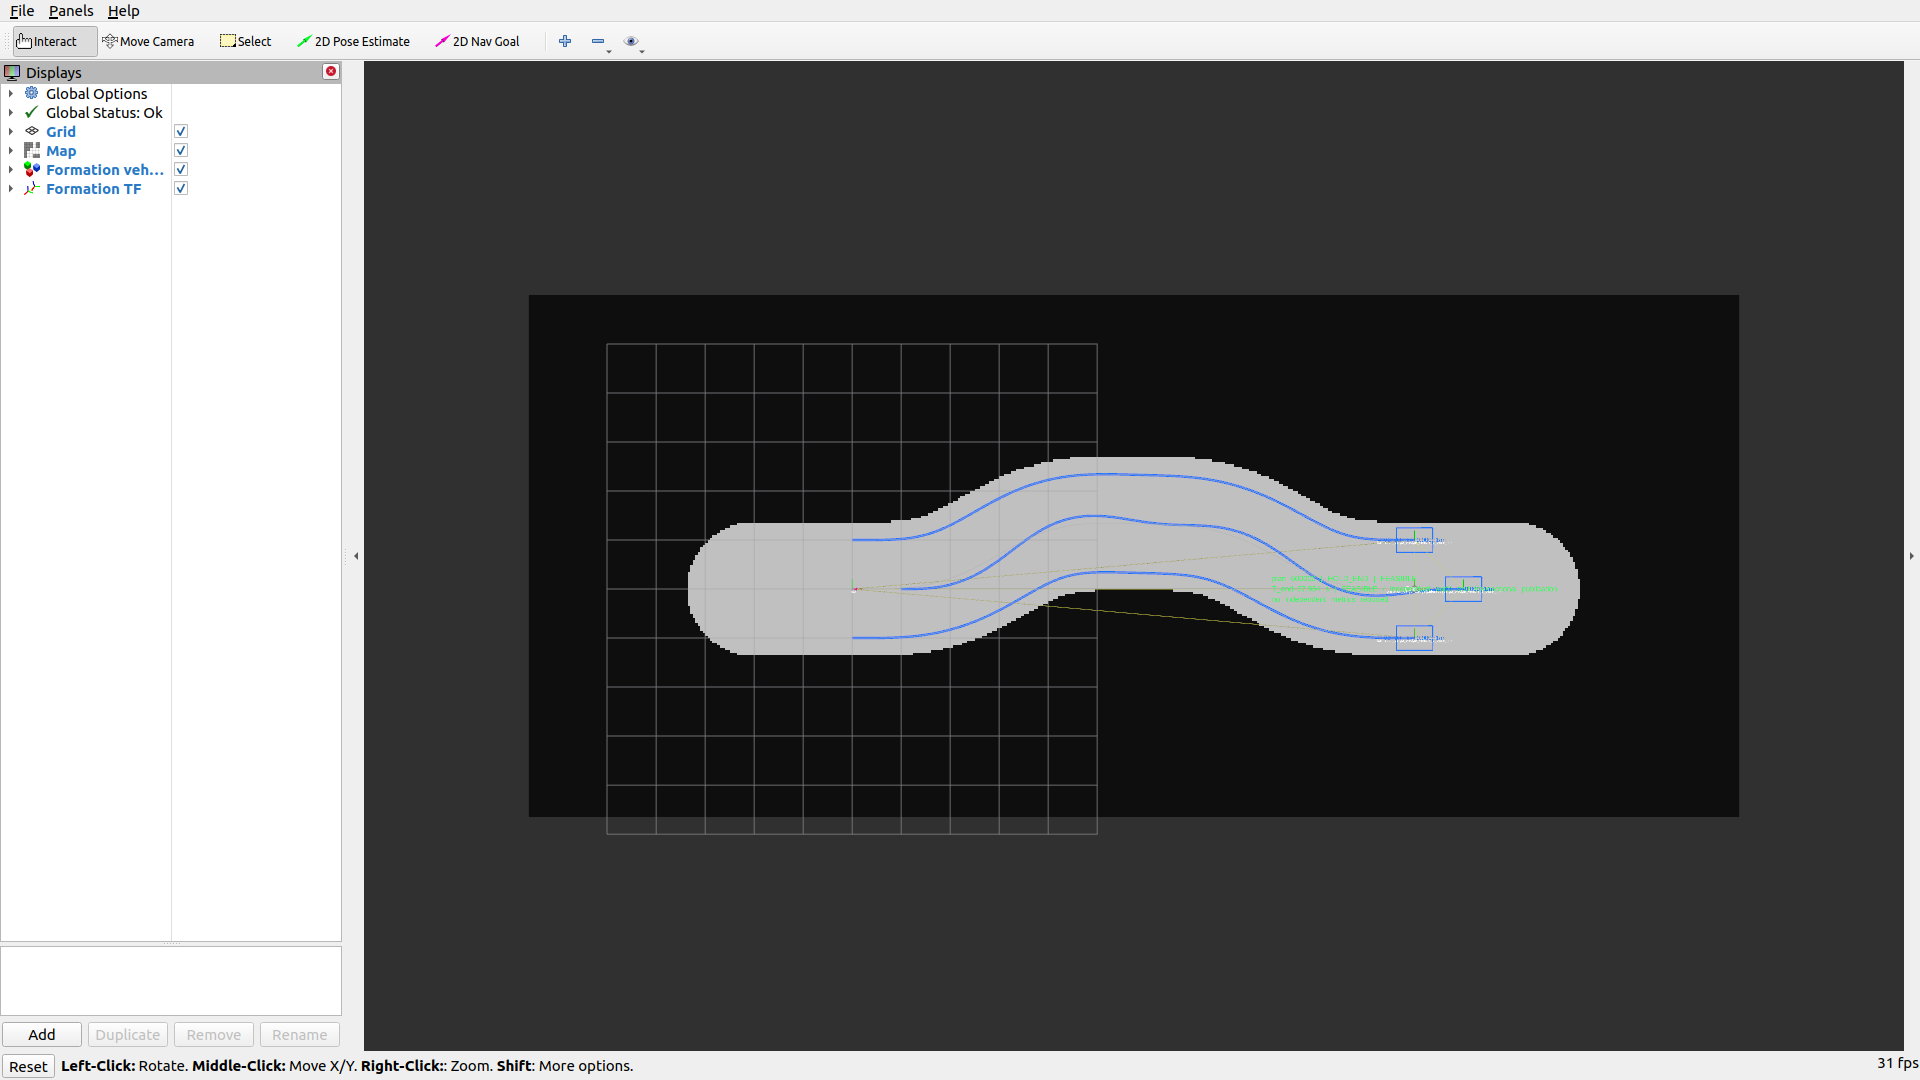 File Panels Help
Interact Move Camera Select 2D Pose Estimate 2D Nav Goal
Displays
Global Options
Global Status: Ok
Grid
Map
Formation veh...
Formation TF
Add Duplicate Remove Rename
Reset Left-Click: Rotate. Middle-Click: Move X/Y. Right-Click:: Zoom. Shift: More options.
31 fps